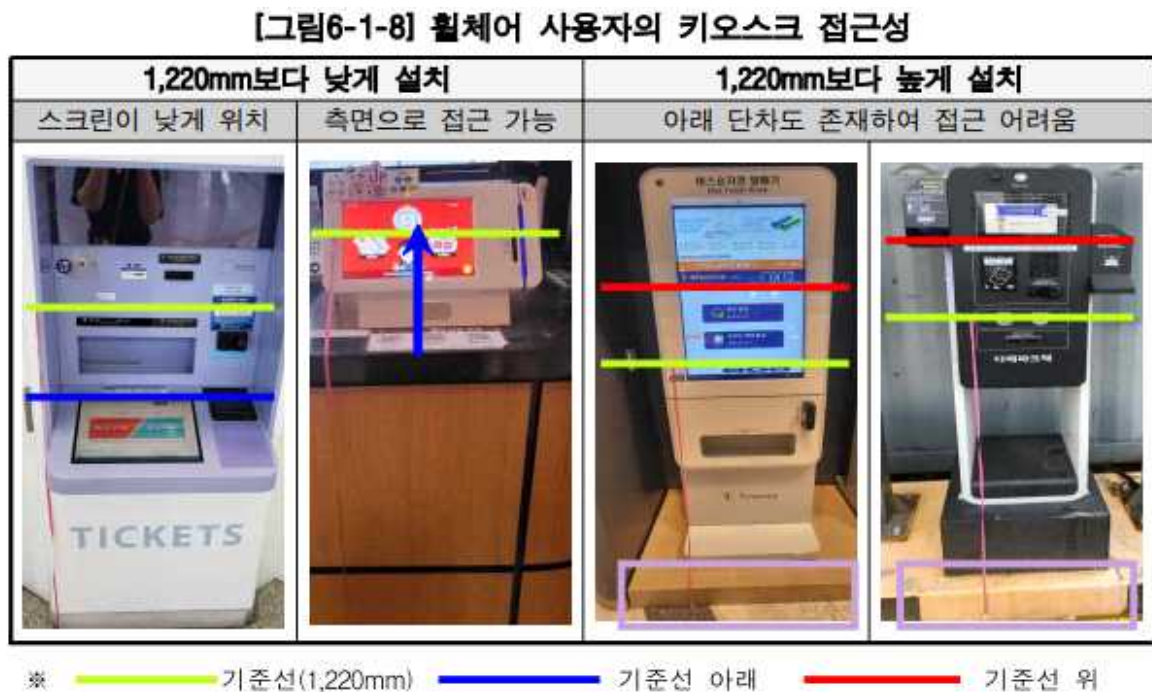 [그림6-1-8] 휠체어 사용자의 키오스크 접근성
1,220mm보다 낮게 설치
1,220mm보다 높게 설치
스크린이 낮게 위치
측면으로 접근 가능
아래 단차도 존재하여 접근 어려움
TICKETS
※ 기준선(1,220mm) 기준선 아래 기준선 위